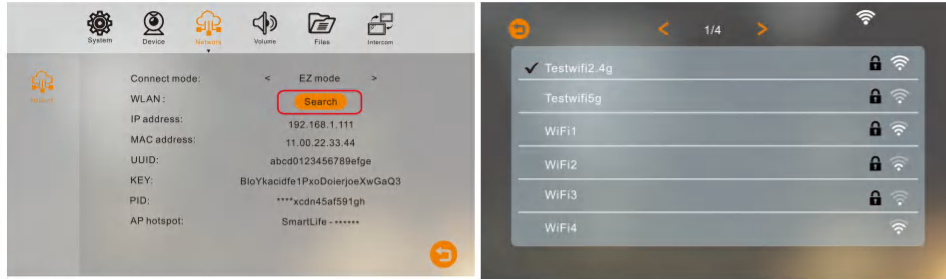 System Device Network Volume Files Intercom
Network
Connect mode: < EZ mode >
WLAN : Search
IP address: 192.168.1.111
MAC address: 11.00.22.33.44
UUID: abcd0123456789efge
KEY: BIoYkacidfe1PxoDoierjoeXwGaQ3
PID: ****xcdn45af591gh
AP hotspot: SmartLife - ******
< 1/4 >
Testwifi2.4g
Testwifi5g
WiFi1
WiFi2
WiFi3
WiFi4